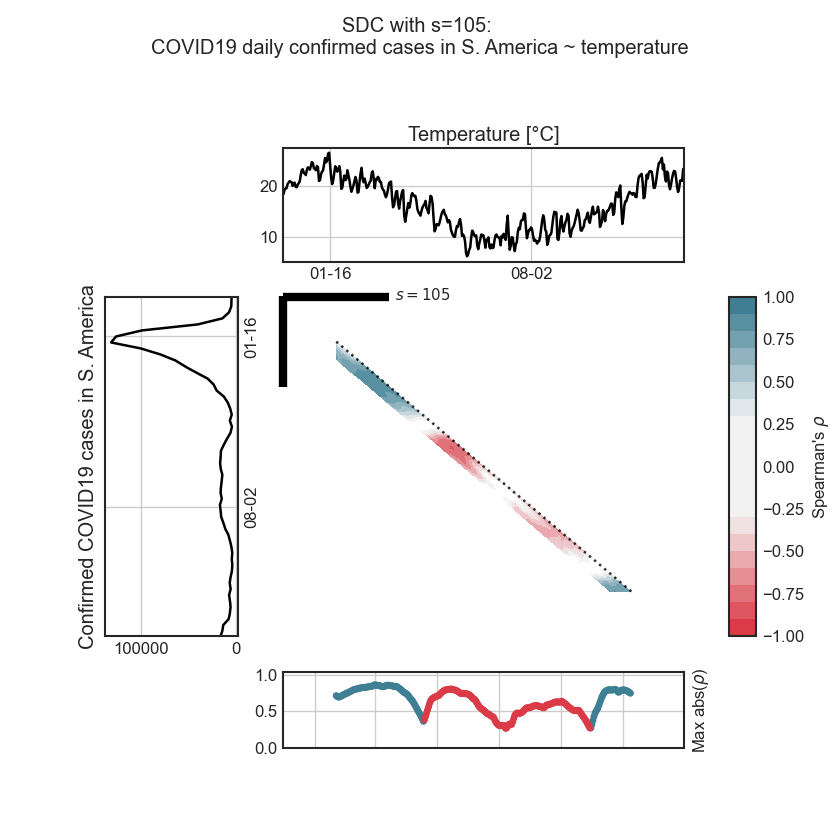 SDC with s=105:
COVID19 daily confirmed cases in S. America ~ temperature
Temperature [°C]
20
10
01-16
08-02
s = 105
Confirmed COVID19 cases in S. America
01-16
08-02
100000
0
1.00
0.75
0.50
0.25
0.00
−0.25
−0.50
−0.75
−1.00
Spearman's ρ
1.0
0.5
0.0
Max abs(ρ)